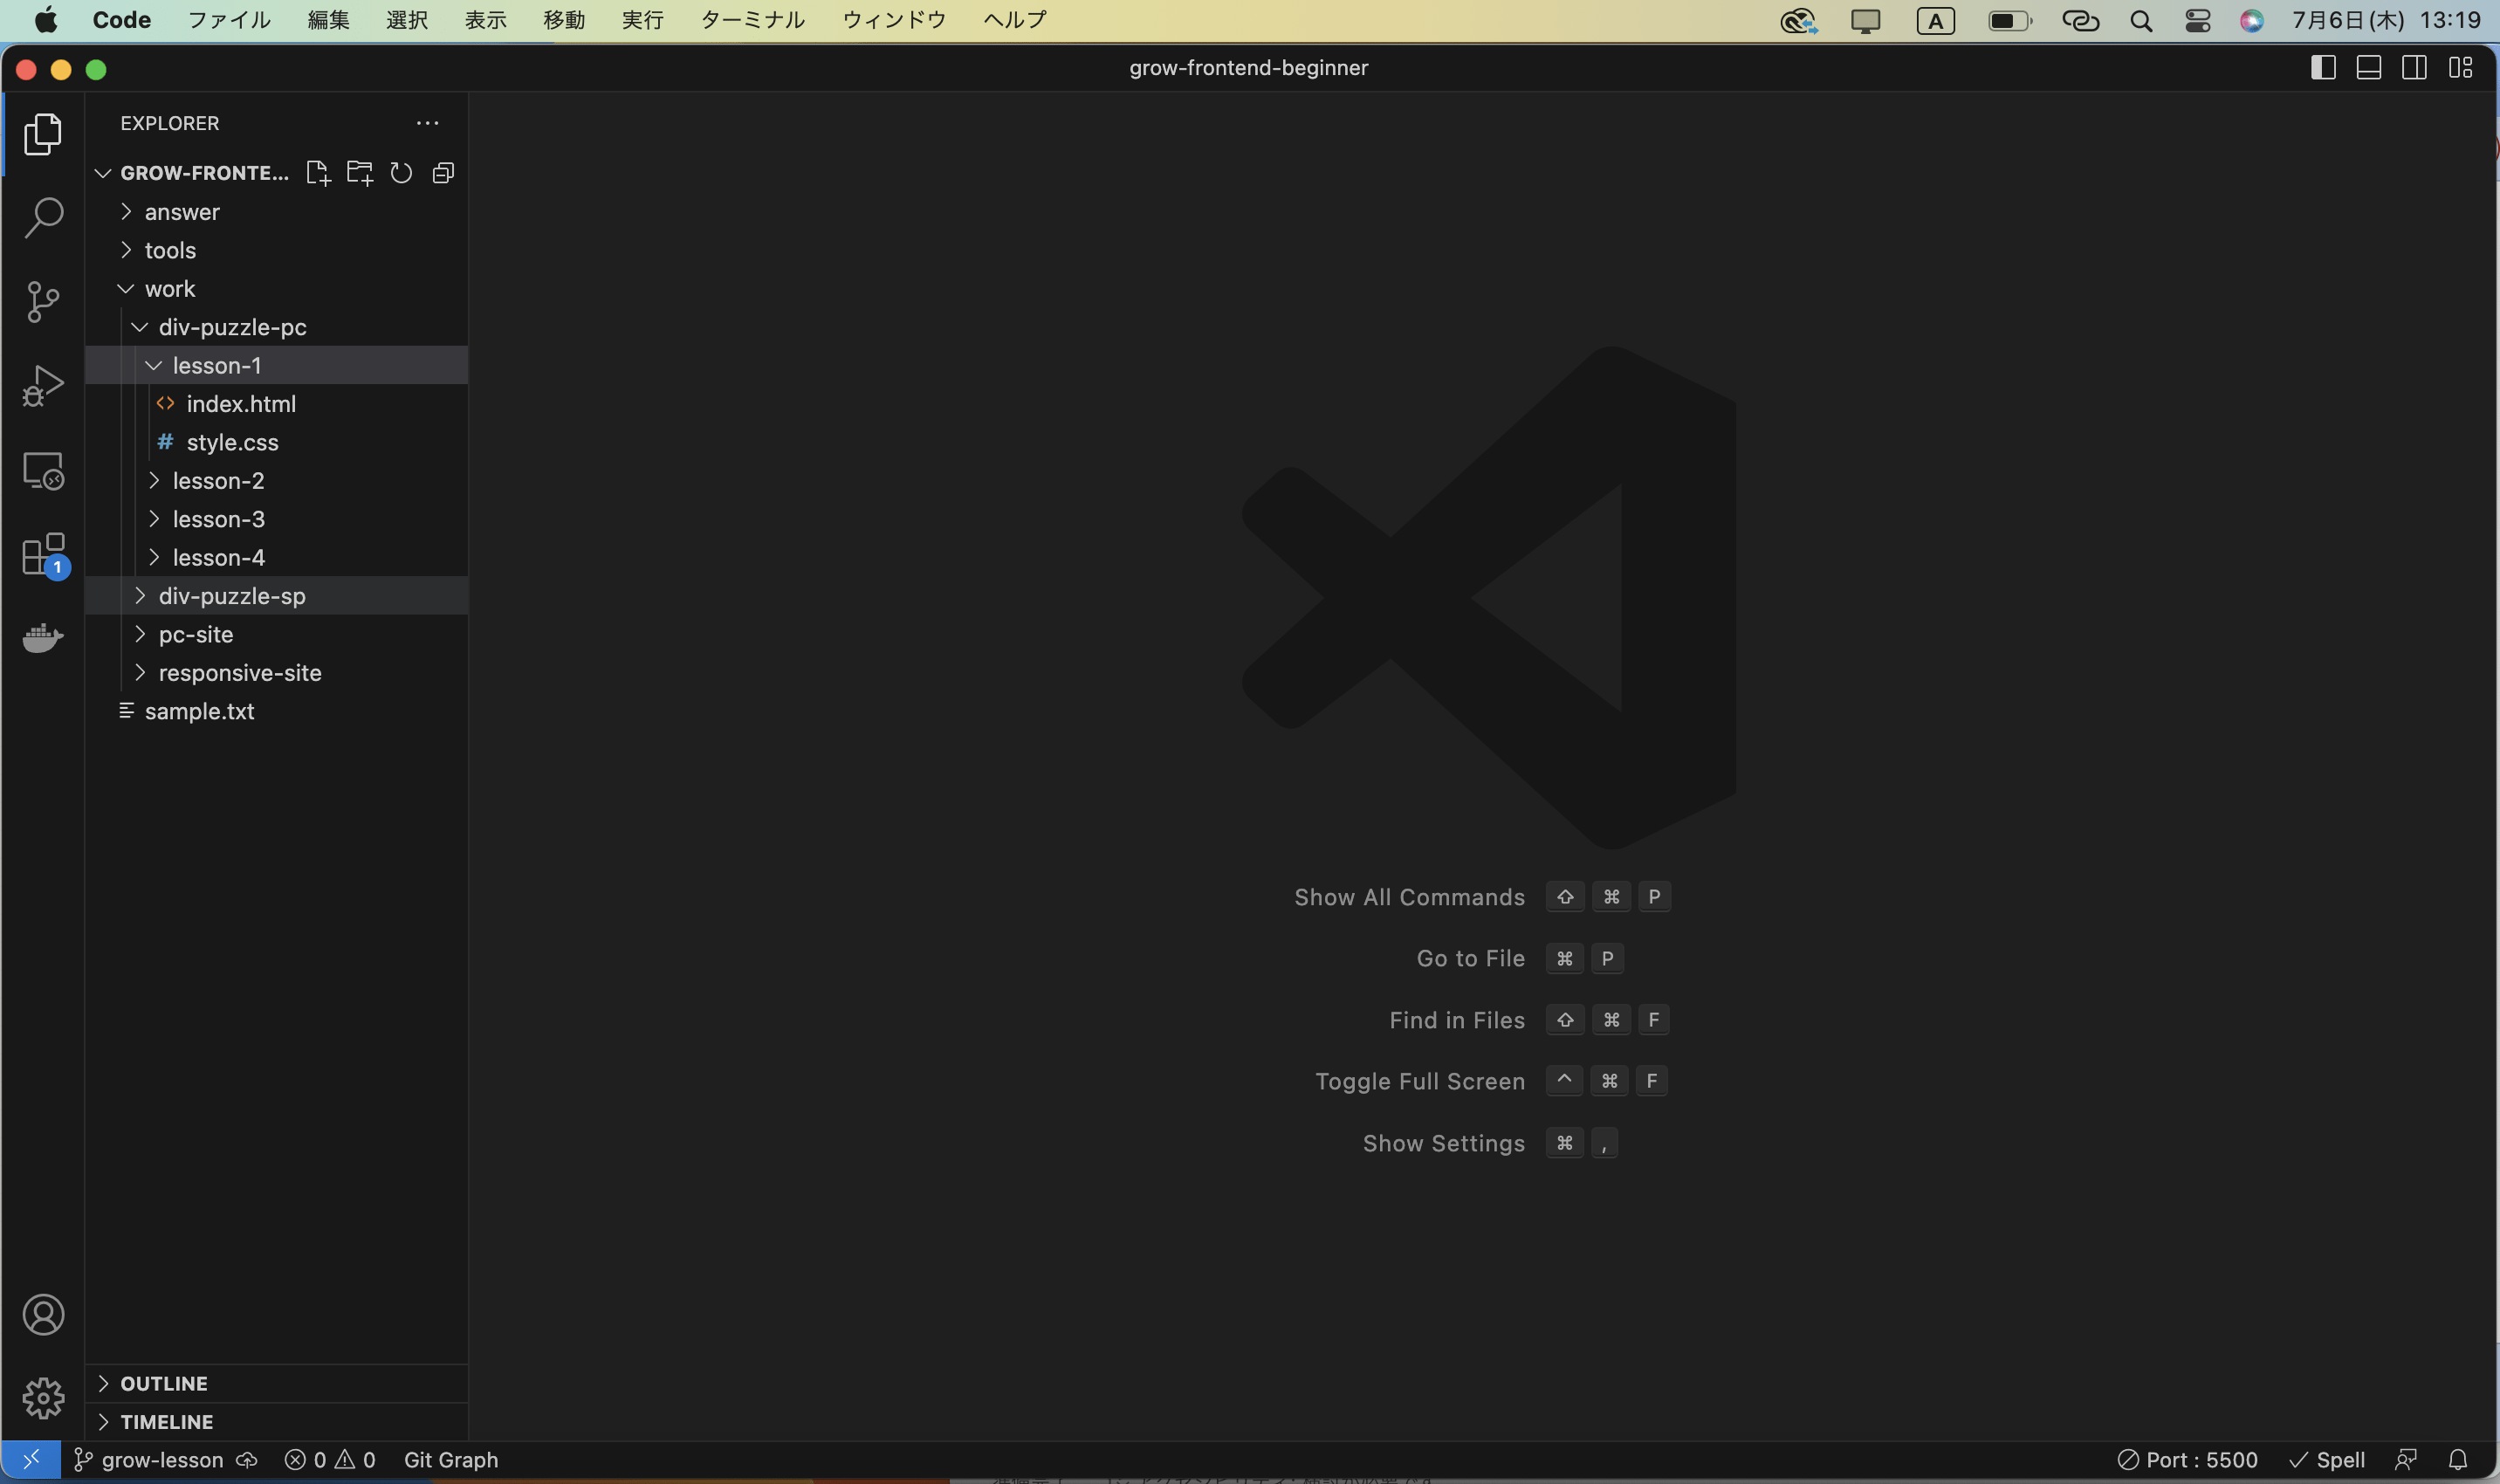 Code ファイル 編集 選択 表示 移動 実行 ターミナル ウィンドウ ヘルプ A 7月6日(木) 13:19
grow-frontend-beginner
EXPLORER
GROW-FRONTE...
answer
tools
work
div-puzzle-pc
lesson-1
index.html
style.css
lesson-2
lesson-3
lesson-4
div-puzzle-sp
pc-site
responsive-site
sample.txt
1
Show All Commands ⇧ ⌘ P
Go to File ⌘ P
Find in Files ⇧ ⌘ F
Toggle Full Screen ^ ⌘ F
Show Settings ⌘ ,
OUTLINE
TIMELINE
grow-lesson 0 0 Git Graph Port : 5500 Spell